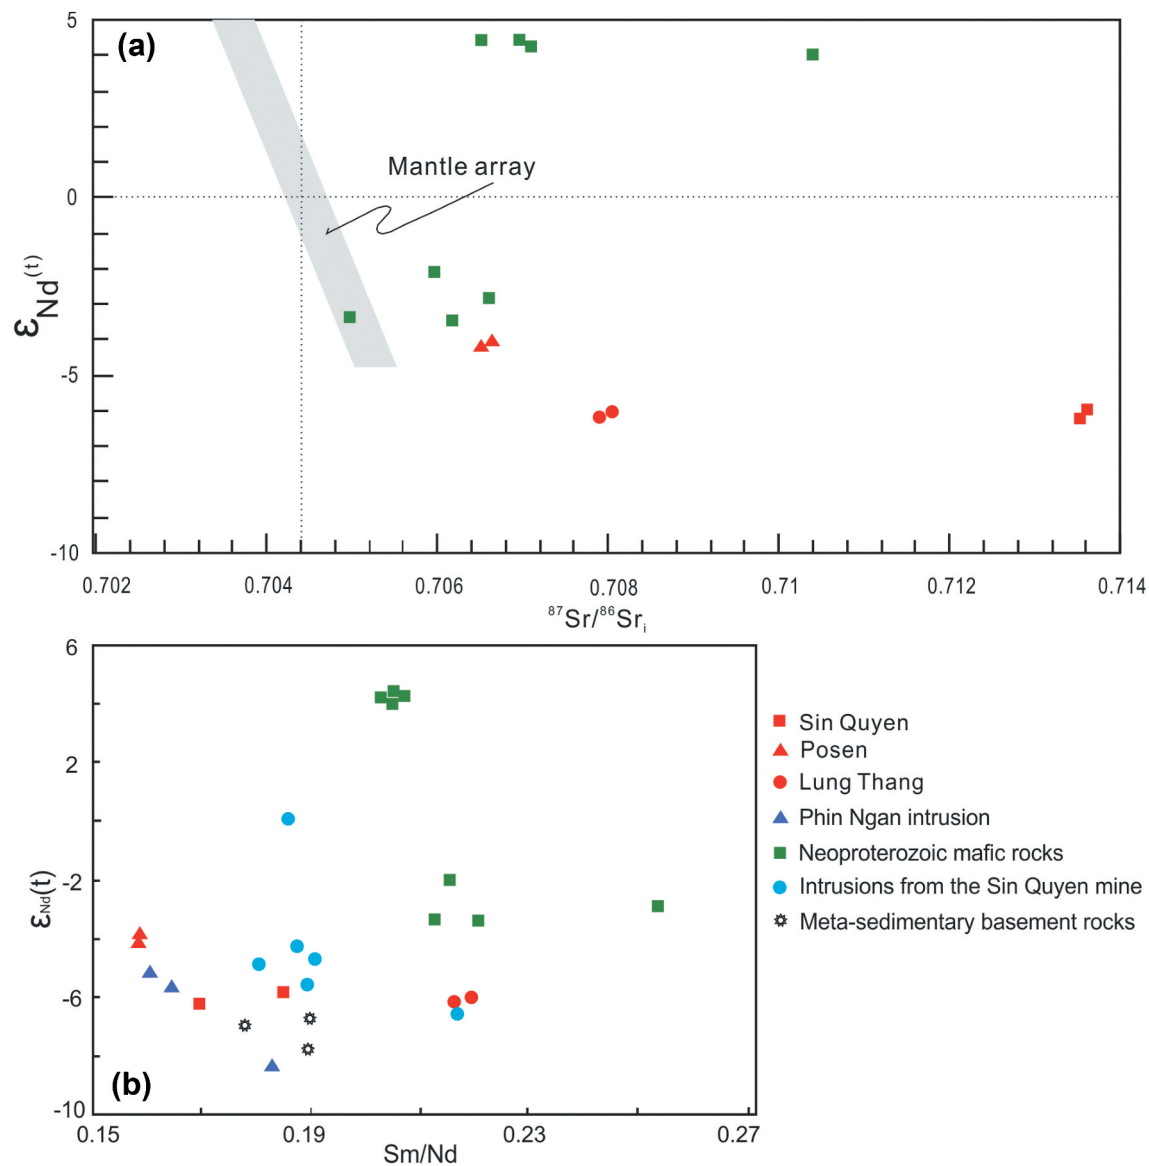 (a)
5
0
-5
-10
εNd(t)
Mantle array
0.702 0.704 0.706 0.708 0.71 0.712 0.714
87Sr/86Sri
(b)
6
2
-2
-6
-10
εNd(t)
0.15 0.19 0.23 0.27
Sm/Nd
Sin Quyen
Posen
Lung Thang
Phin Ngan intrusion
Neoproterozoic mafic rocks
Intrusions from the Sin Quyen mine
Meta-sedimentary basement rocks